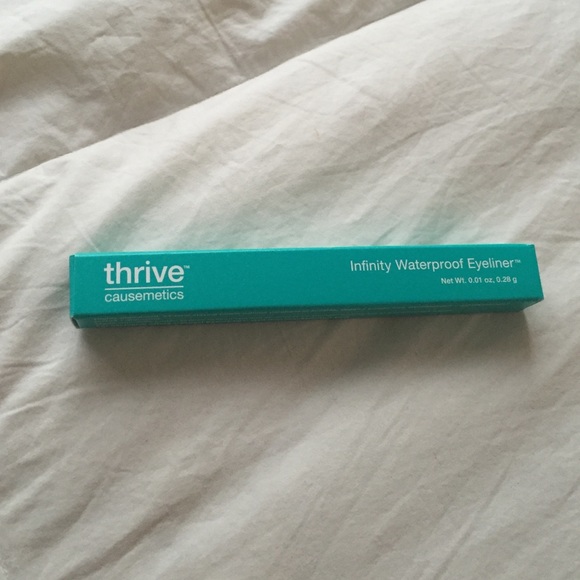 thrive™
causemetics
Infinity Waterproof Eyeliner™
Net Wt. 0.01 oz, 0.28 g